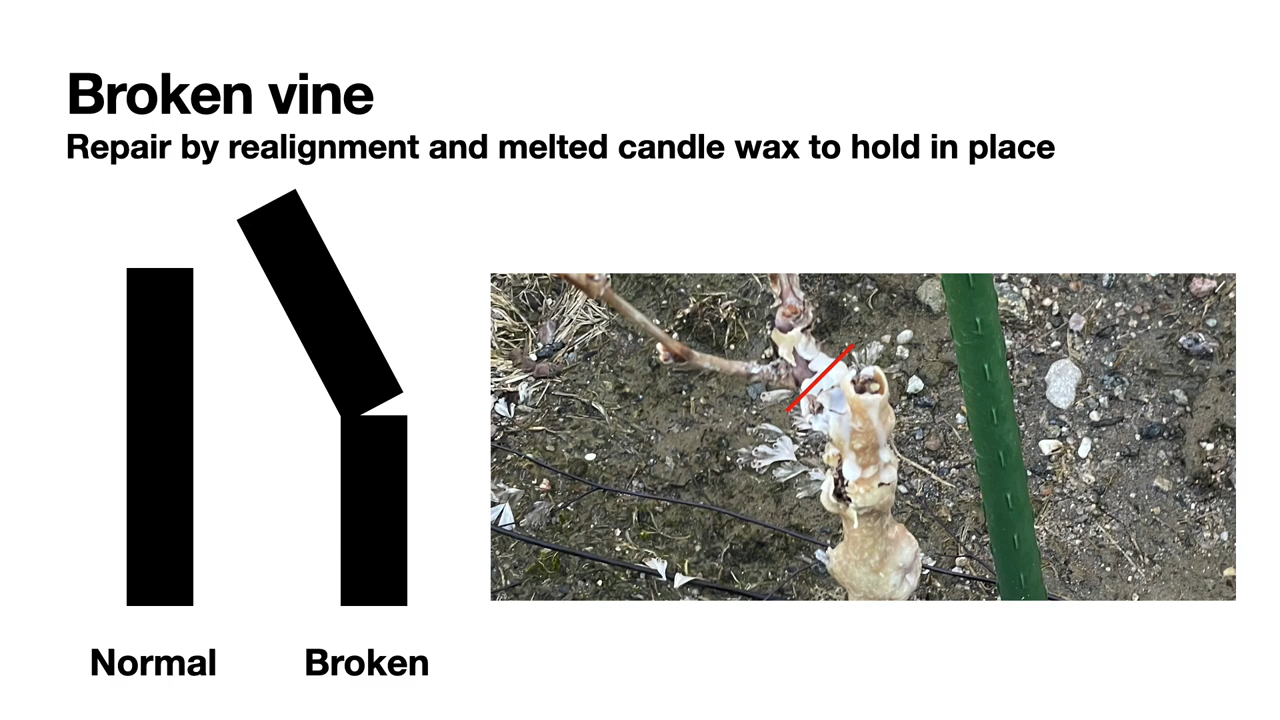 Broken vine
Repair by realignment and melted candle wax to hold in place
Normal
Broken